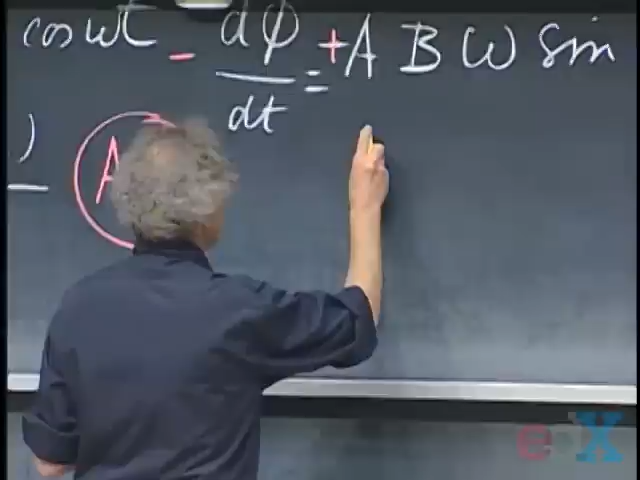 cos ωt - dϕ/dt = +A B ω sin
)
A
edX